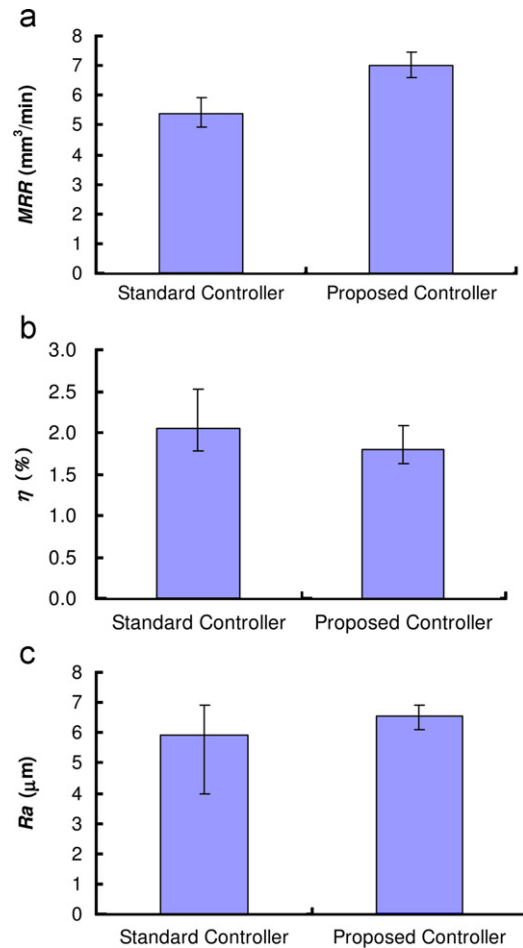 a
8
7
6
5
4
3
2
1
0
MRR (mm³/min)
Standard Controller Proposed Controller
b
3.0
2.5
2.0
1.5
1.0
0.5
0.0
η (%)
Standard Controller Proposed Controller
c
8
7
6
5
4
3
2
1
0
Ra (μm)
Standard Controller Proposed Controller